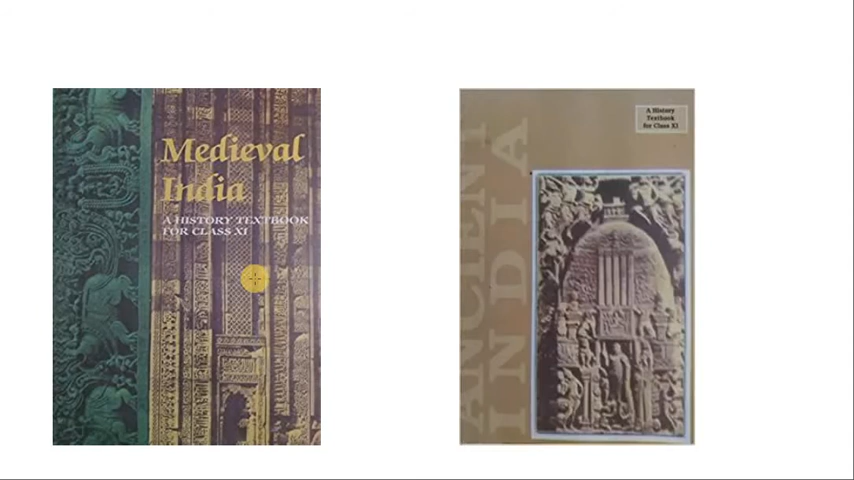 Medieval
India
A HISTORY TEXTBOOK
FOR CLASS XI
A History
Textbook
for Class XI
ANCIENT
INDIA